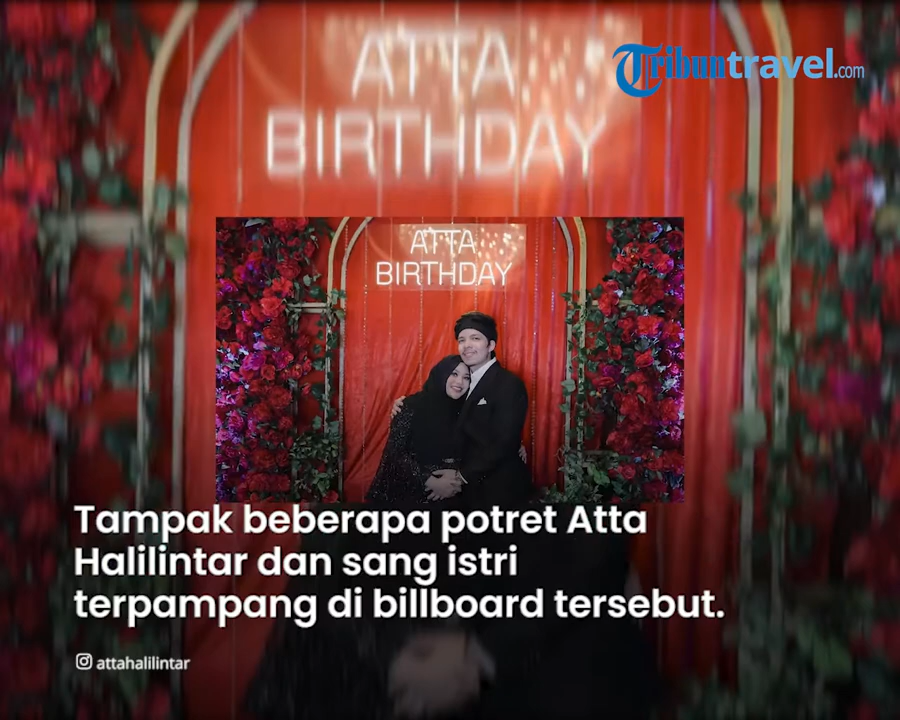 ATTA
BIRTHDAY
Tribuntravel.com
ATTA
BIRTHDAY
Tampak beberapa potret Atta
Halilintar dan sang istri
terpampang di billboard tersebut.
attahalilintar